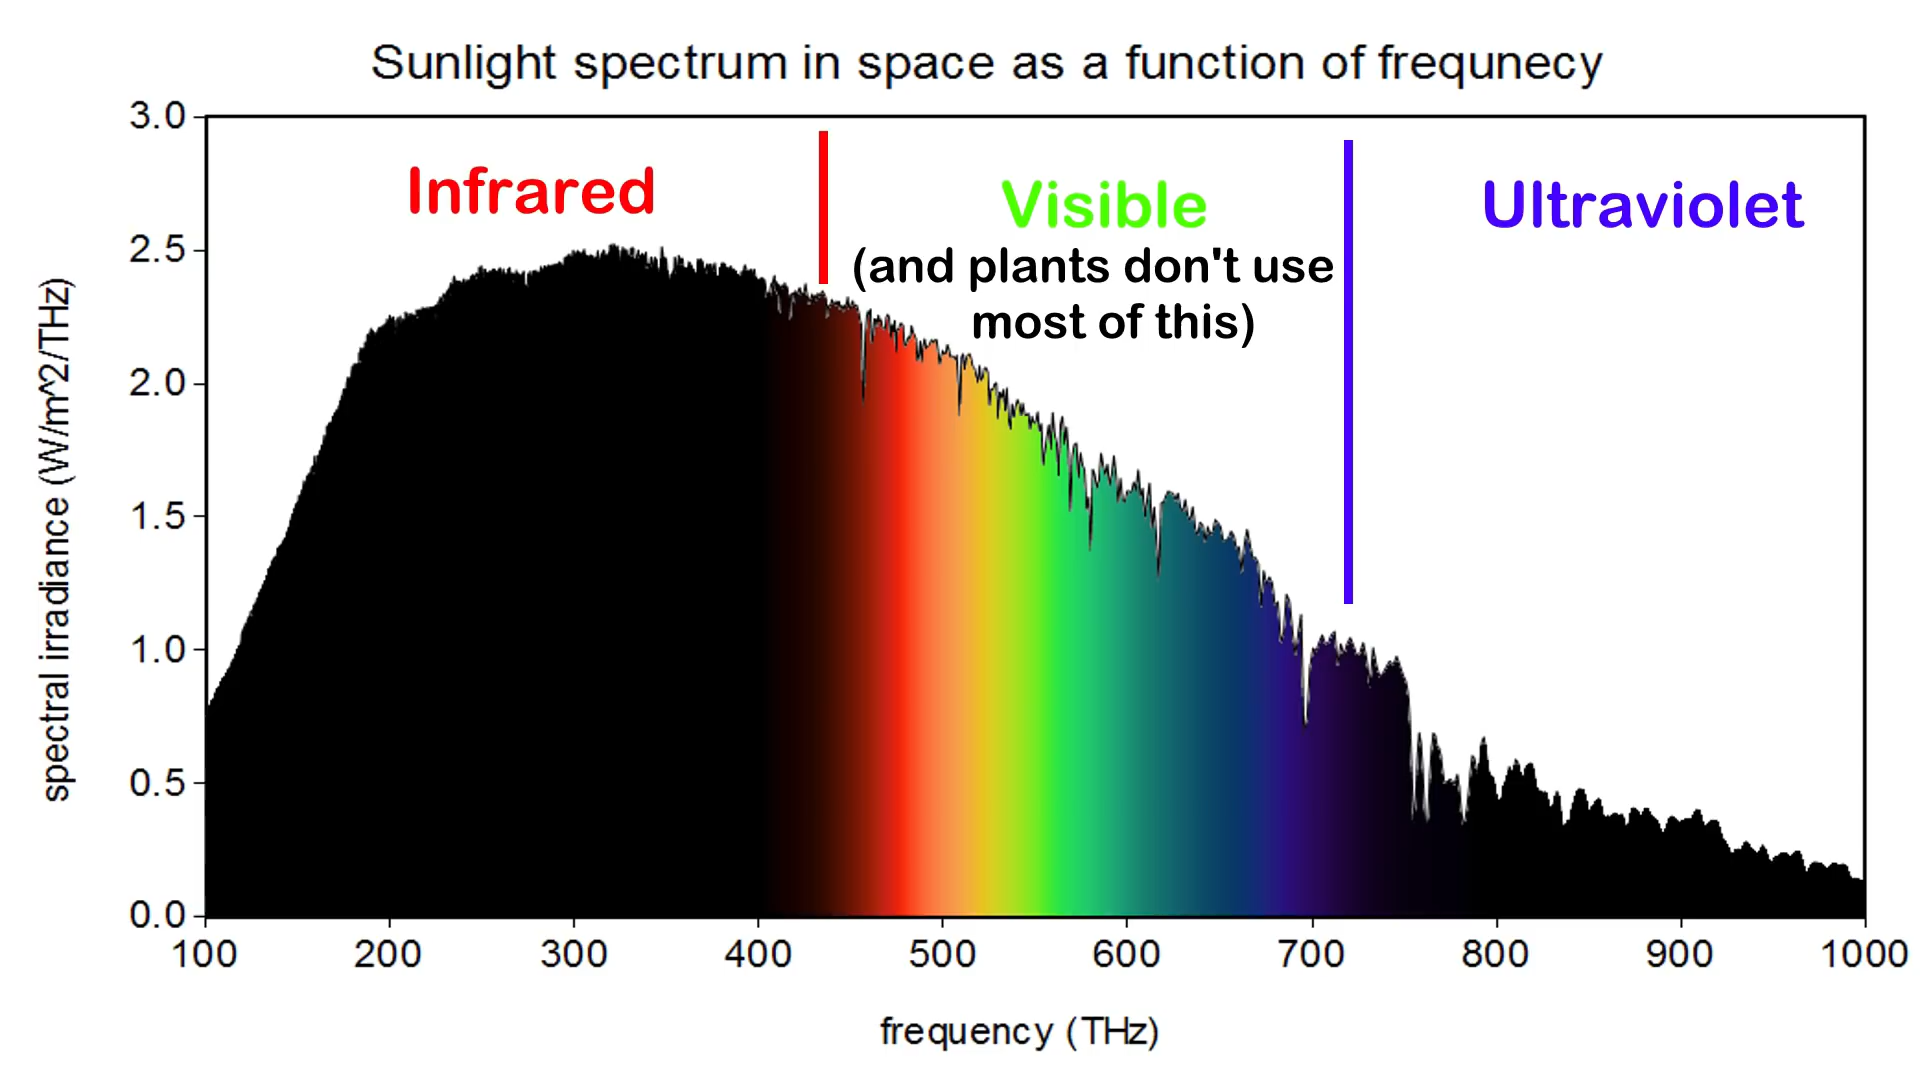 Sunlight spectrum in space as a function of frequnecy
Infrared
Visible
Ultraviolet
(and plants don't use
most of this)
spectral irradiance (W/m^2/THz)
3.0
2.5
2.0
1.5
1.0
0.5
0.0
100 200 300 400 500 600 700 800 900 1000
frequency (THz)